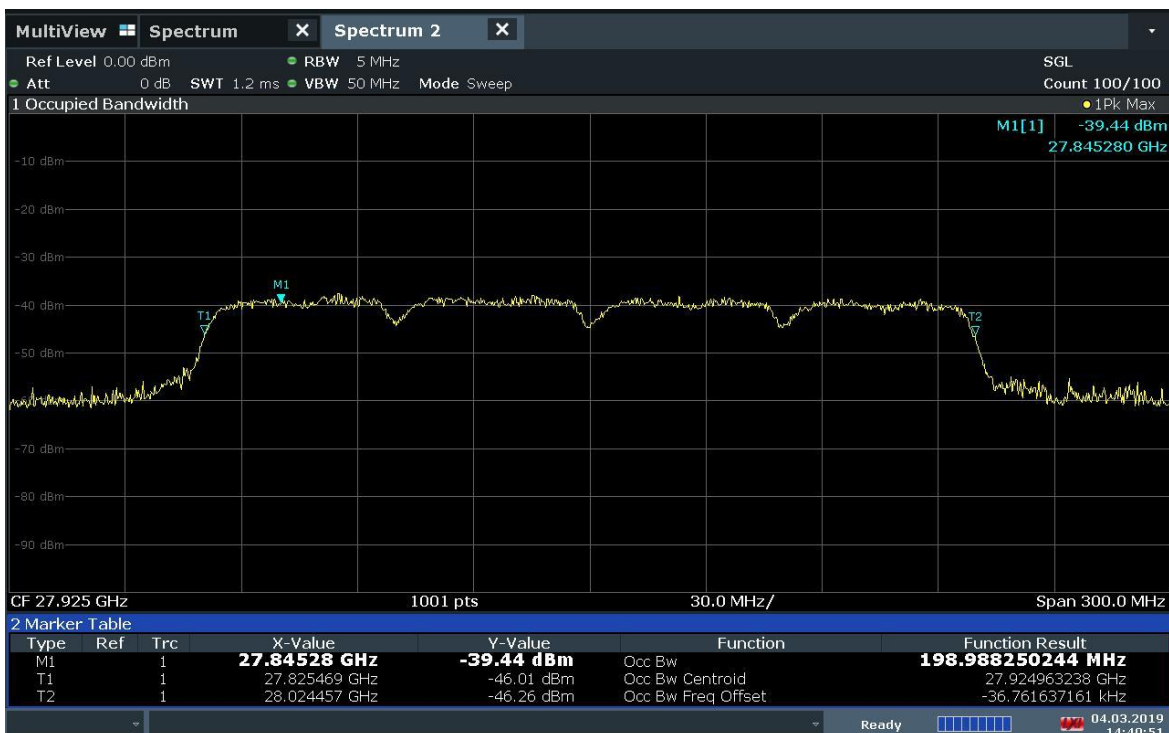 MultiView Spectrum X Spectrum 2 X
Ref Level 0.00 dBm RBW 5 MHz SGL
Att 0 dB SWT 1.2 ms VBW 50 MHz Mode Sweep Count 100/100
1 Occupied Bandwidth 1Pk Max
M1[1] -39.44 dBm
27.845280 GHz
-10 dBm
-20 dBm
-30 dBm
M1
-40 dBm
T1 T2
-50 dBm
-70 dBm
-80 dBm
-90 dBm
CF 27.925 GHz 1001 pts 30.0 MHz/ Span 300.0 MHz
2 Marker Table
Type Ref Trc X-Value Y-Value Function Function Result
M1 1 27.84528 GHz -39.44 dBm Occ Bw 198.988250244 MHz
T1 1 27.825469 GHz -46.01 dBm Occ Bw Centroid 27.924963238 GHz
T2 1 28.024457 GHz -46.26 dBm Occ Bw Freq Offset -36.761637161 kHz
Ready 04.03.2019
14:40:51